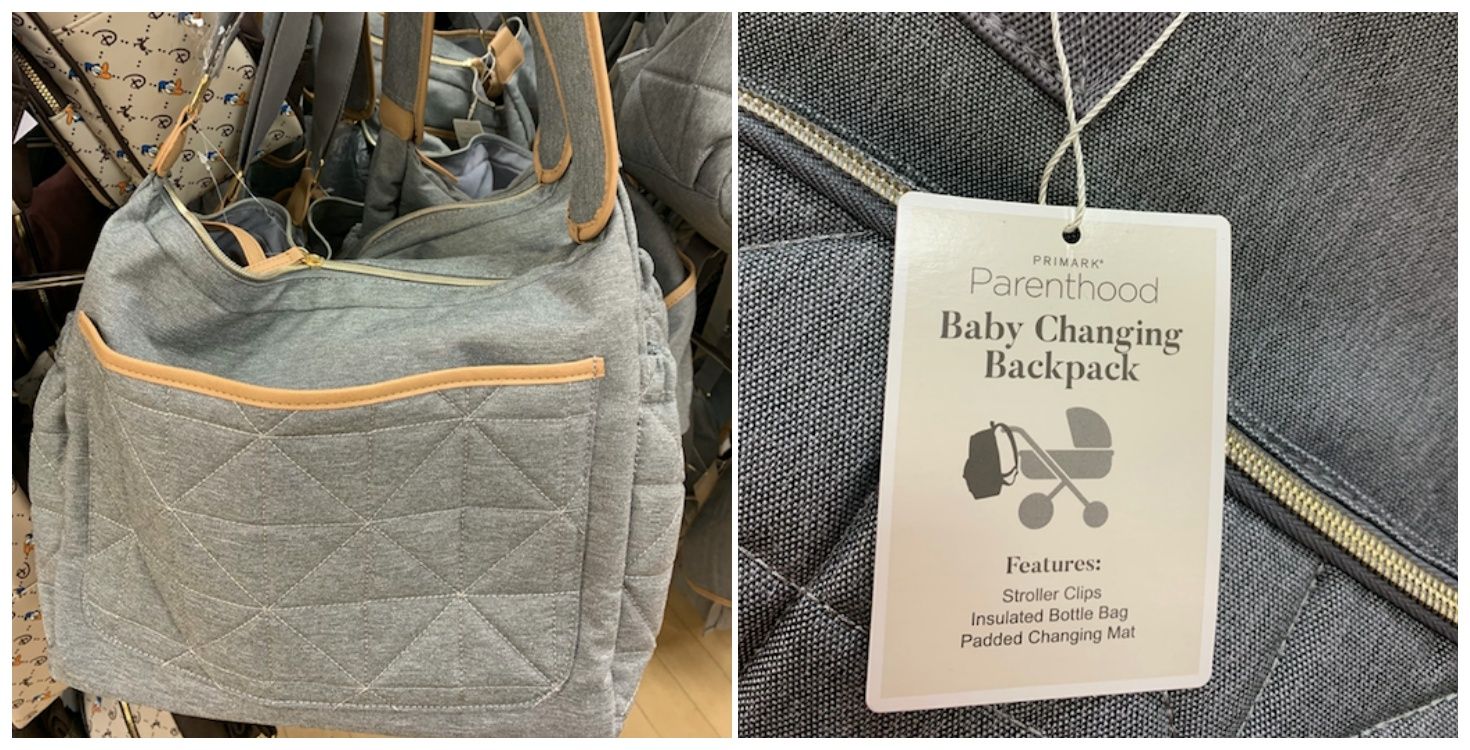 PRIMARK®
Parenthood
Baby Changing
Backpack
Features:
Stroller Clips
Insulated Bottle Bag
Padded Changing Mat